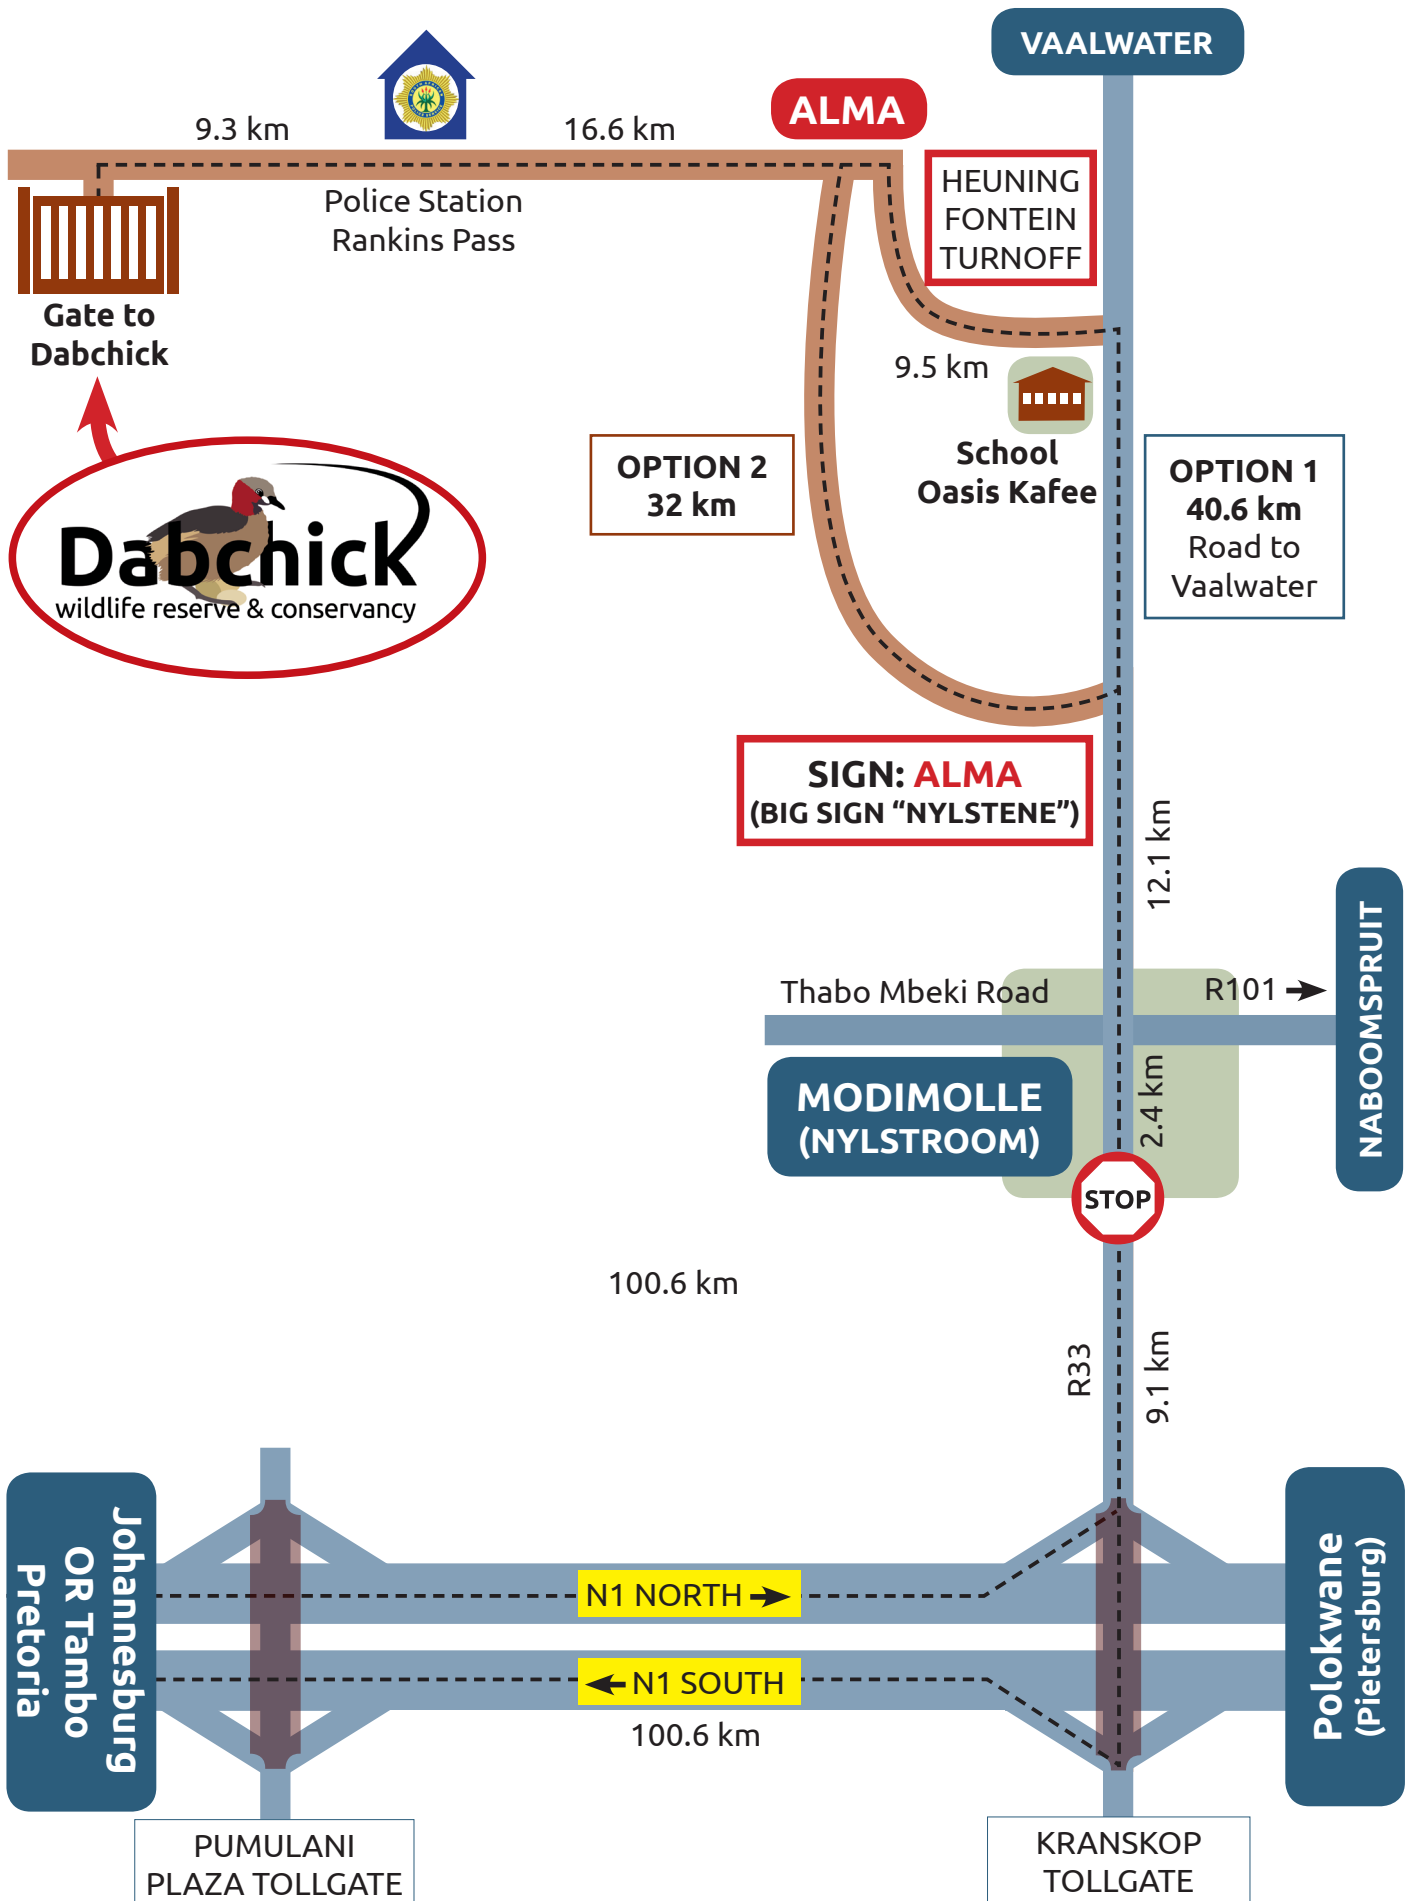 VAALWATER
ALMA
9.3 km
16.6 km
HEUNING
FONTEIN
TURNOFF
Police Station
Rankins Pass
Gate to
Dabchick
9.5 km
School
Oasis Kafee
OPTION 2
32 km
OPTION 1
40.6 km
Road to
Vaalwater
Dabchick
wildlife reserve & conservancy
SIGN: ALMA
(BIG SIGN “NYLSTENE”)
12.1 km
Thabo Mbeki Road
R101
NABOOMSPRUIT
MODIMOLLE
(NYLSTROOM)
2.4 km
STOP
100.6 km
R33
9.1 km
Johannesburg
OR Tambo
Pretoria
N1 NORTH
N1 SOUTH
100.6 km
Polokwane
(Pietersburg)
PUMULANI
PLAZA TOLLGATE
KRANSKOP
TOLLGATE